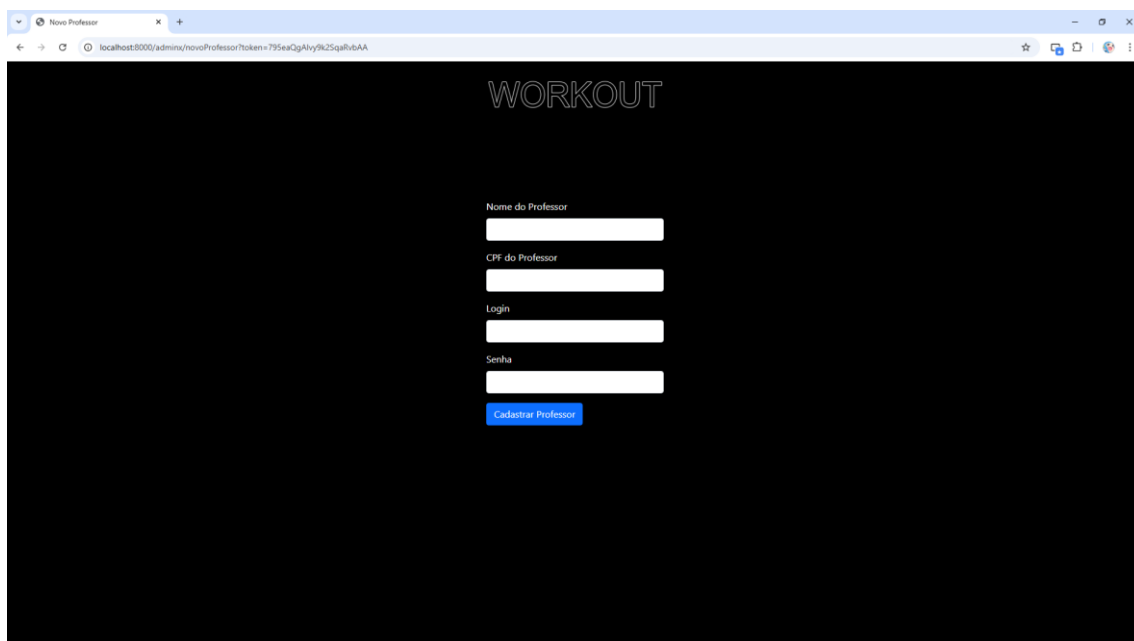 Novo Professor
localhost:8000/adminx/novoProfessor?token=795eaQgAlvy9k2SqaRvbAA
WORKOUT
Nome do Professor
CPF do Professor
Login
Senha
Cadastrar Professor